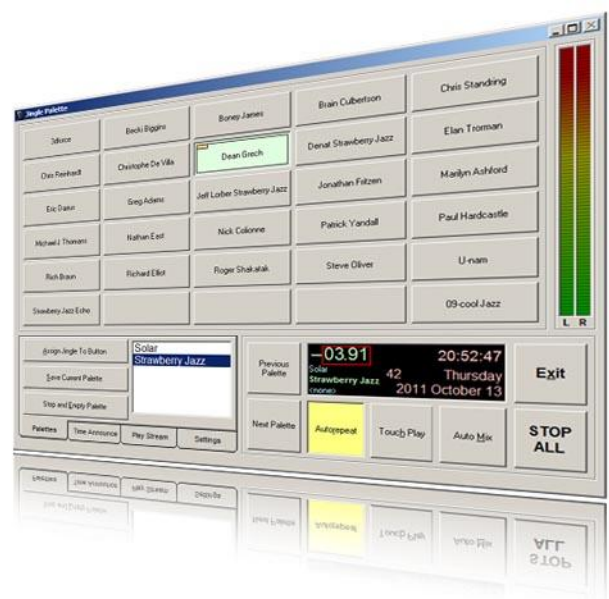 Jingle Palette
3dforce Becki Biggins Boney James Brain Culbertson Chris Standring
Chris Reinhardt Christophe De Villa Dean Grech Denat Strawberry Jazz Elan Trotman
Eric Darius Greg Adams Jeff Lorber Strawberry Jazz Jonathan Fritzen Marilyn Ashford
Michael J Thomans Nathan East Nick Colionne Patrick Yandall Paul Hardcastle
Rich Braun Richard Elliot Roger Shakatak Steve Oliver U-nam
Strawberry Jazz Echo 09-cool Jazz
L R
Assign Jingle To Button
Save Current Palette
Stop and Empty Palette
Palettes Time Announce Play Stream Settings
Solar
Strawberry Jazz
Previous Palette
Next Palette
–03.91 20:52:47
Solar
Strawberry Jazz 42 Thursday
<none> 2011 October 13
Autorepeat Touch Play Auto Mix
Exit
STOP
ALL